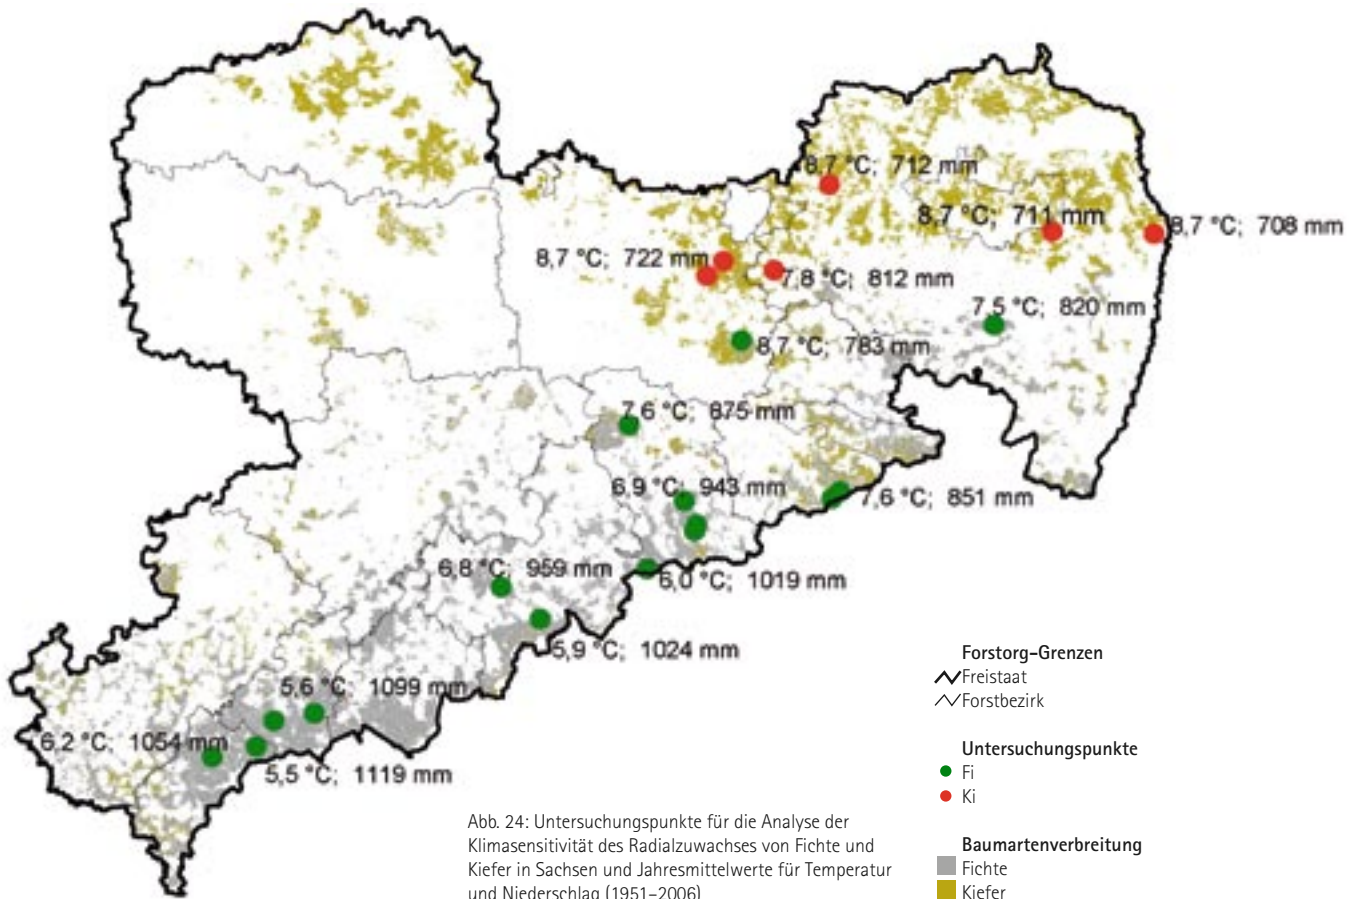 8,7 °C; 712 mm
8,7 °C; 711 mm
8,7 °C; 708 mm
8,7 °C; 722 mm
7,8 °C; 812 mm
7,5 °C; 820 mm
8,7 °C; 783 mm
7,6 °C; 875 mm
6,9 °C; 943 mm
7,6 °C; 851 mm
6,8 °C; 959 mm
6,0 °C; 1019 mm
5,9 °C; 1024 mm
5,6 °C; 1099 mm
6,2 °C; 1054 mm
5,5 °C; 1119 mm
Forstorg-Grenzen
Freistaat
Forstbezirk
Untersuchungspunkte
Fi
Ki
Baumartenverbreitung
Fichte
Kiefer
Abb. 24: Untersuchungspunkte für die Analyse der
Klimasensitivität des Radialzuwachses von Fichte und
Kiefer in Sachsen und Jahresmittelwerte für Temperatur
und Niederschlag (1951–2006)